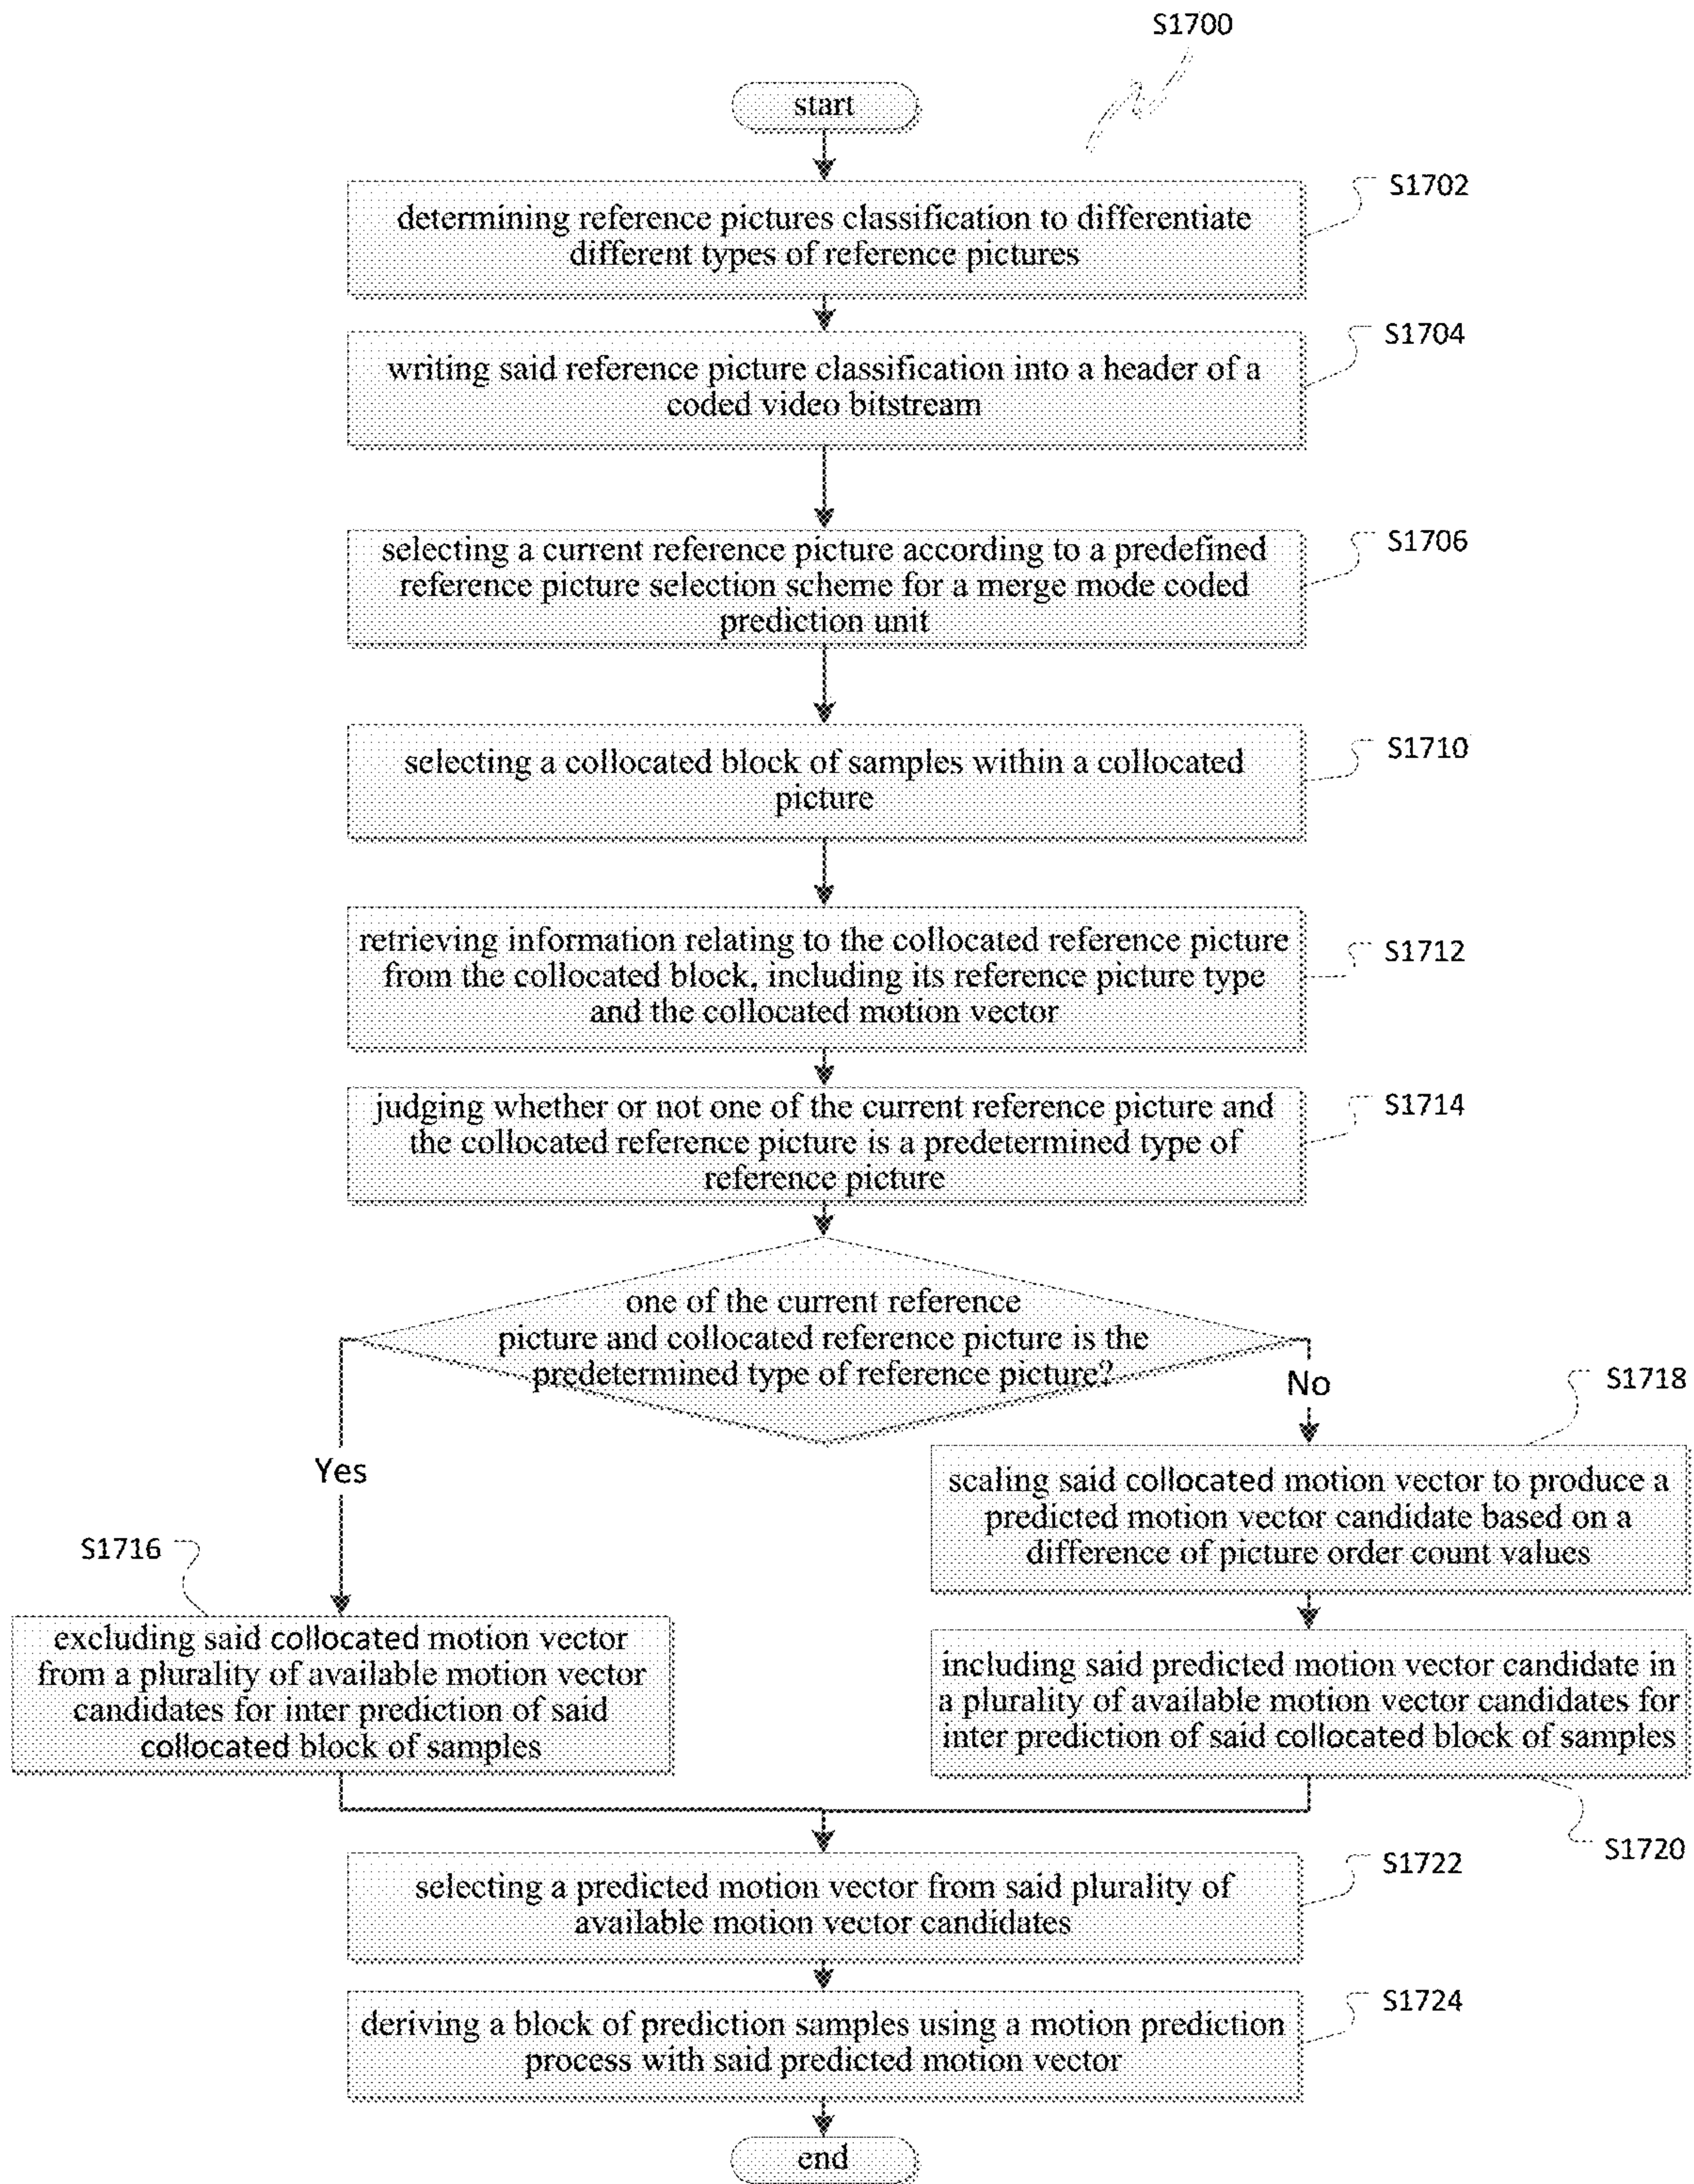 S1700
start
S1702
determining reference pictures classification to differentiate
different types of reference pictures
S1704
writing said reference picture classification into a header of a
coded video bitstream
S1706
selecting a current reference picture according to a predefined
reference picture selection scheme for a merge mode coded
prediction unit
S1710
selecting a collocated block of samples within a collocated
picture
S1712
retrieving information relating to the collocated reference picture
from the collocated block, including its reference picture type
and the collocated motion vector
S1714
judging whether or not one of the current reference picture and
the collocated reference picture is a predetermined type of
reference picture
one of the current reference
picture and collocated reference picture is the
predetermined type of reference picture?
Yes
No
S1716
excluding said collocated motion vector
from a plurality of available motion vector
candidates for inter prediction of said
collocated block of samples
S1718
scaling said collocated motion vector to produce a
predicted motion vector candidate based on a
difference of picture order count values
including said predicted motion vector candidate in
a plurality of available motion vector candidates for
inter prediction of said collocated block of samples
S1720
S1722
selecting a predicted motion vector from said plurality of
available motion vector candidates
S1724
deriving a block of prediction samples using a motion prediction
process with said predicted motion vector
end